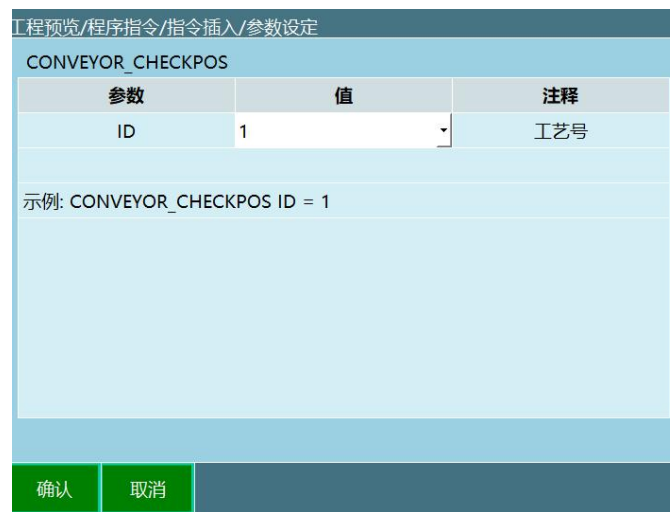 工程预览/程序指令/指令插入/参数设定
CONVEYOR_CHECKPOS
参数 值 注释
ID 1 工艺号
示例: CONVEYOR_CHECKPOS ID = 1
确认 取消